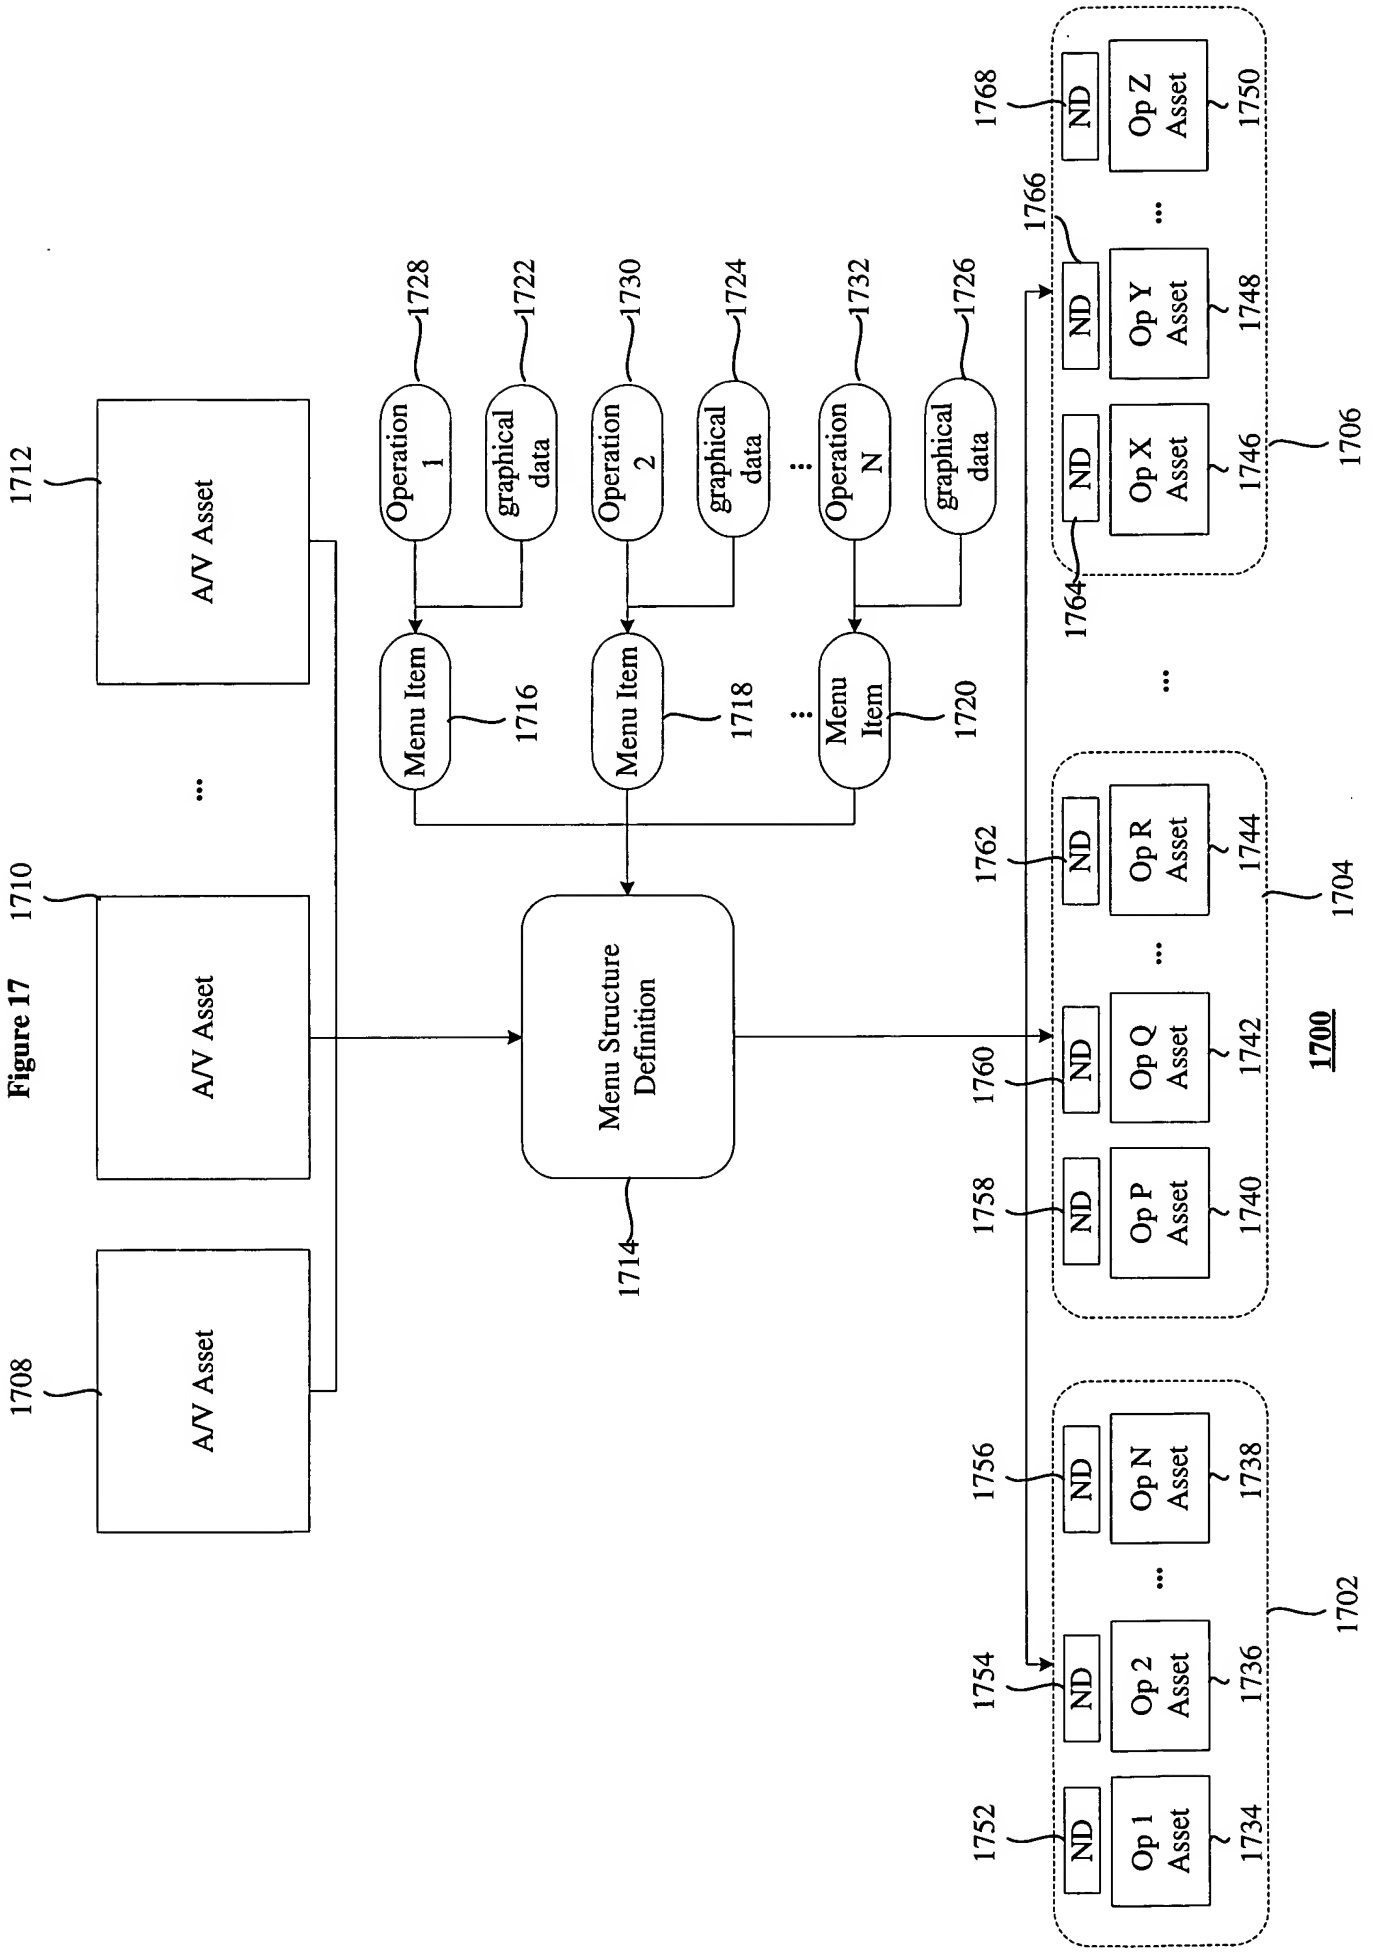 Figure 17
1708
1710
1712
A/V Asset
A/V Asset
...
A/V Asset
1714
Menu Structure
Definition
Menu Item
1716
Operation
1
1728
graphical
data
1722
Menu Item
1718
Operation
2
1730
graphical
data
1724
...
...
Menu
Item
1720
Operation
N
1732
graphical
data
1726
1752
1754
1756
ND
ND
ND
Op 1
Asset
Op 2
Asset
...
Op N
Asset
1734
1736
1738
1702
1758
1760
1762
ND
ND
ND
Op P
Asset
Op Q
Asset
...
Op R
Asset
1740
1742
1744
1704
...
1764
1766
1768
ND
ND
ND
Op X
Asset
Op Y
Asset
...
Op Z
Asset
1746
1748
1750
1706
1700